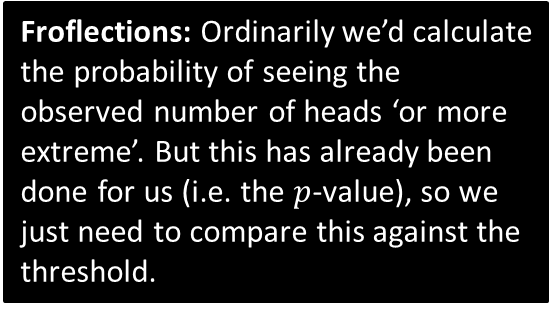 Froflections: Ordinarily we’d calculate
the probability of seeing the
observed number of heads ‘or more
extreme’. But this has already been
done for us (i.e. the 𝑝-value), so we
just need to compare this against the
threshold.